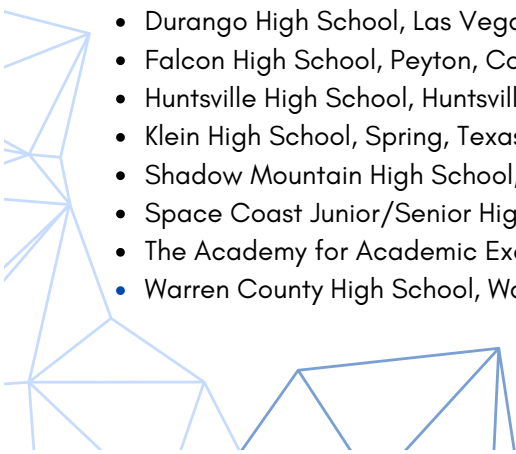 • Durango High School, Las Vega
• Falcon High School, Peyton, Co
• Huntsville High School, Huntsvill
• Klein High School, Spring, Texas
• Shadow Mountain High School,
• Space Coast Junior/Senior Hig
• The Academy for Academic Exc
• Warren County High School, Wa